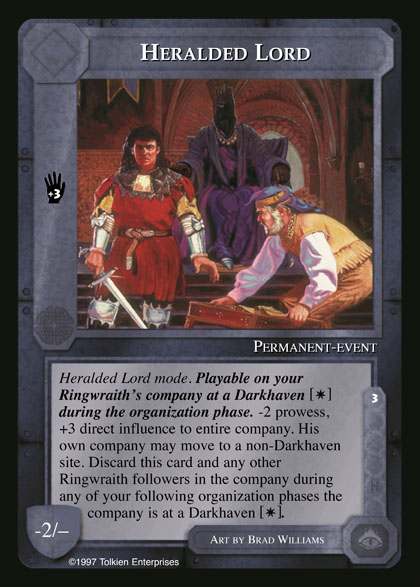 HERALDED LORD
+3
PERMANENT-EVENT
Heralded Lord mode. Playable on your
Ringwraith's company at a Darkhaven [✶]
during the organization phase. -2 prowess,
+3 direct influence to entire company. His
own company may move to a non-Darkhaven
site. Discard this card and any other
Ringwraith followers in the company during
any of your following organization phases the
company is at a Darkhaven [✶].
3
H
-2/–
ART BY BRAD WILLIAMS
©1997 Tolkien Enterprises